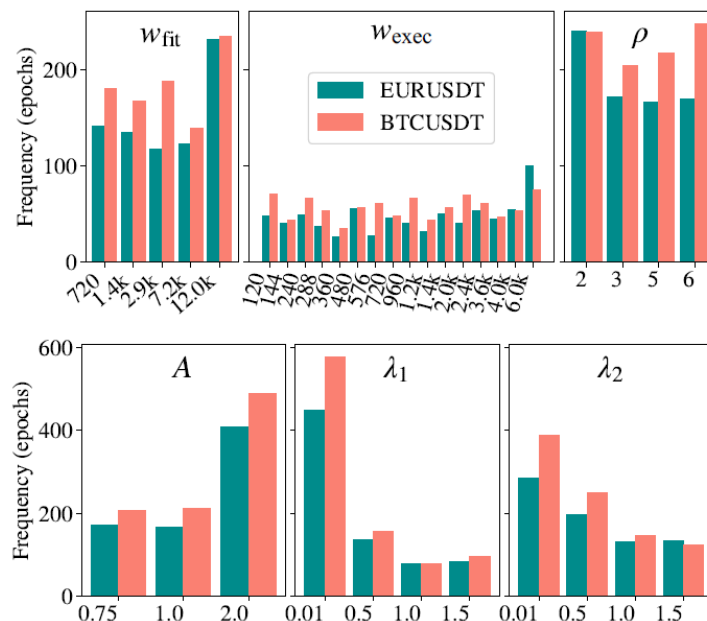 w_fit
w_exec
ρ
Frequency (epochs)
200
100
0
EURUSDT
BTCUSDT
720 1.4k 2.9k 7.2k 12.0k
120 144 240 288 360 480 576 720 960 1.2k 1.4k 2.0k 2.4k 3.6k 4.0k 6.0k
2 3 5 6
A
λ₁
λ₂
Frequency (epochs)
600
400
200
0
0.75 1.0 2.0
0.01 0.5 1.0 1.5
0.01 0.5 1.0 1.5